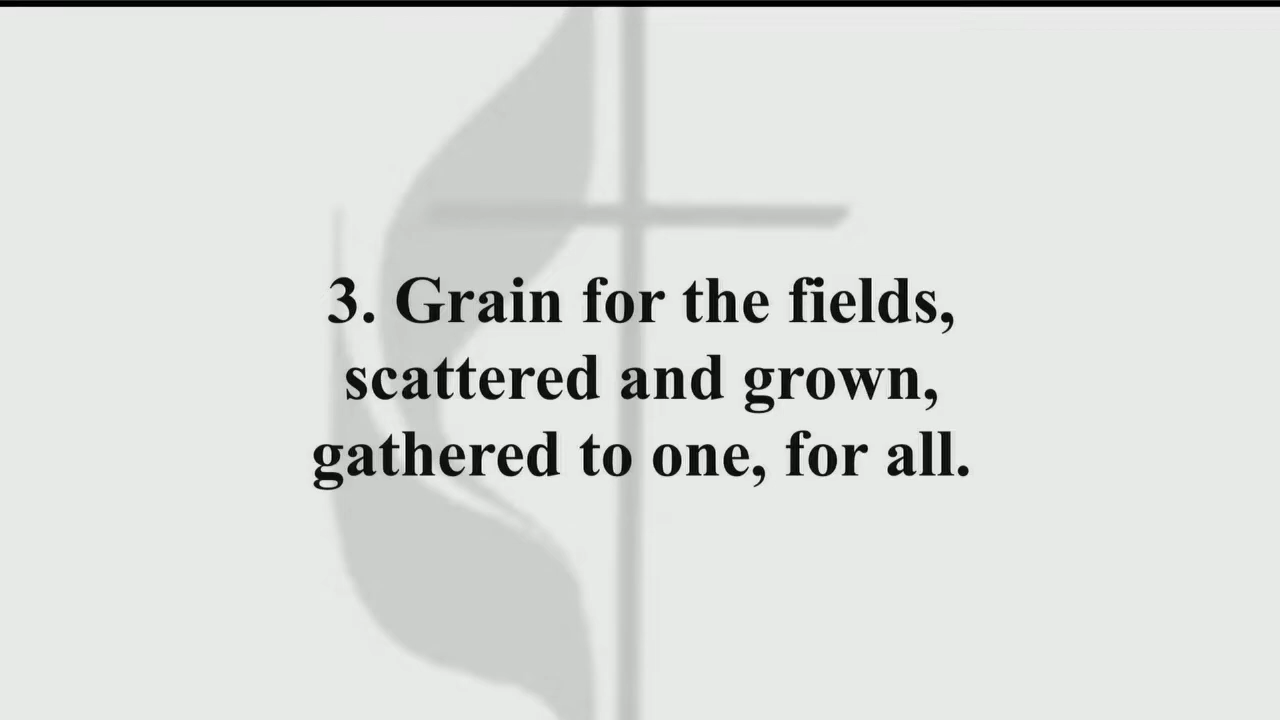 3. Grain for the fields,
scattered and grown,
gathered to one, for all.